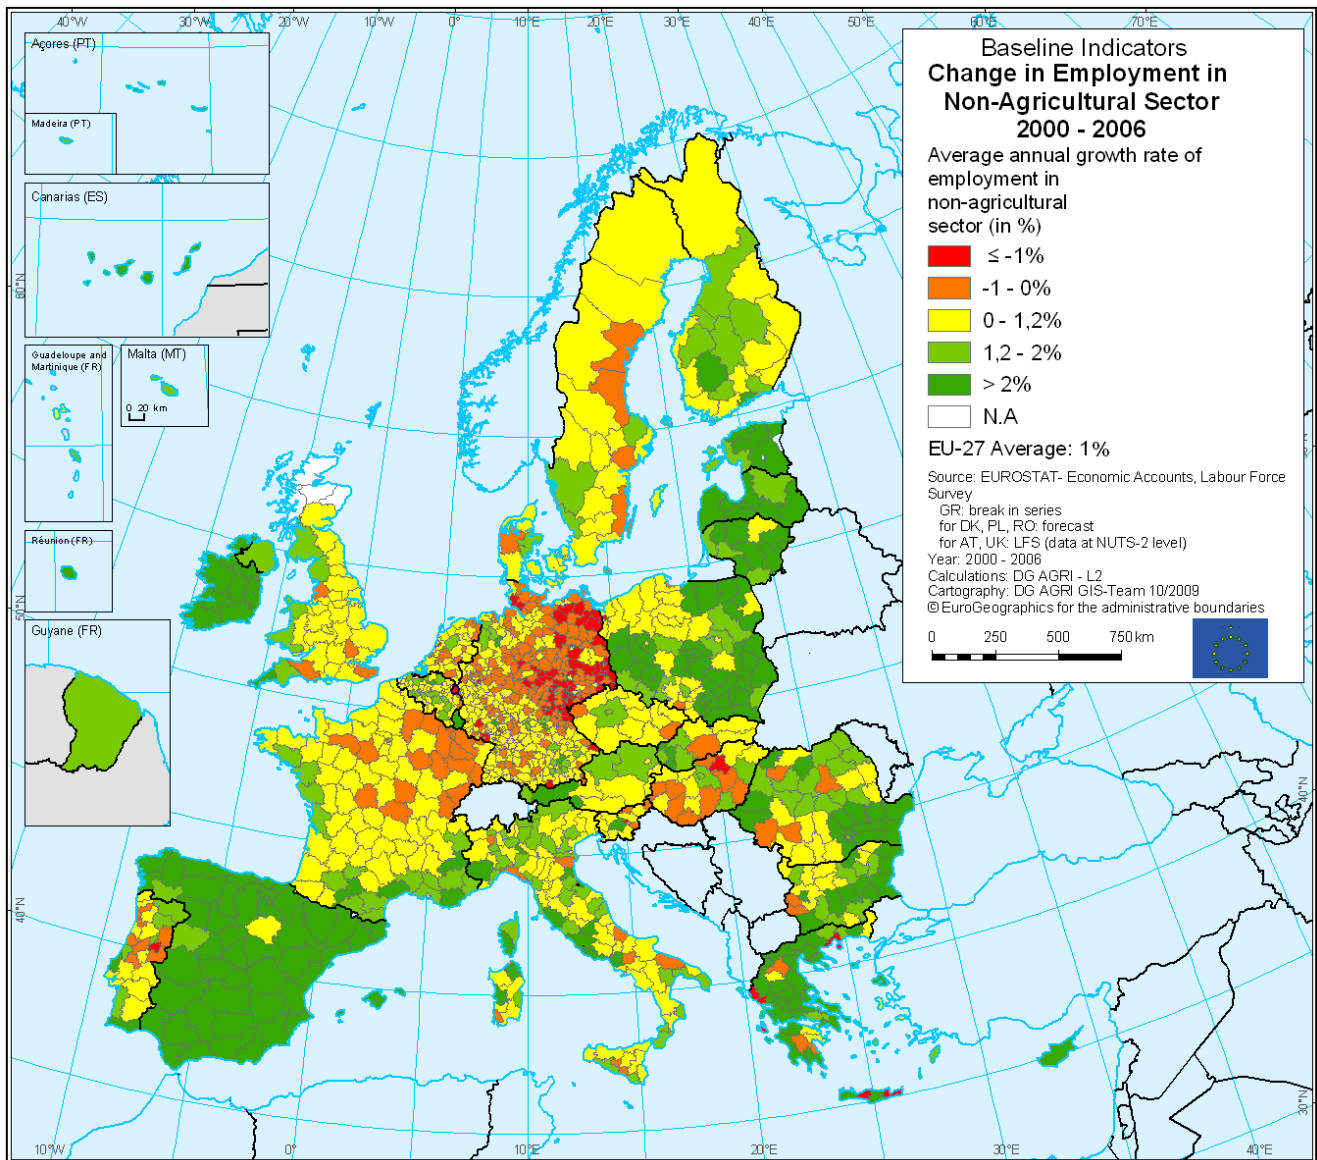 40°W
30°W
20°W
10°W
0°
10°E
20°E
30°E
40°E
50°E
60°E
70°E
Açores (PT)
Madeira (PT)
Canarias (ES)
Guadeloupe and
Martinique (FR)
Malta (MT)
0 20 km
Réunion (FR)
Guyane (FR)
Baseline Indicators
Change in Employment in
Non-Agricultural Sector
2000 - 2006
Average annual growth rate of
employment in
non-agricultural
sector (in %)
≤ -1%
-1 - 0%
0 - 1,2%
1,2 - 2%
> 2%
N.A
EU-27 Average: 1%
Source: EUROSTAT- Economic Accounts, Labour Force
Survey
GR: break in series
for DK, PL, RO: forecast
for AT, UK: LFS (data at NUTS-2 level)
Year: 2000 - 2006
Calculations: DG AGRI - L2
Cartography: DG AGRI GIS-Team 10/2009
© EuroGeographics for the administrative boundaries
0 250 500 750 km
60°N
50°N
40°N
40°N
30°N
10°W
0°
10°E
20°E
30°E
40°E